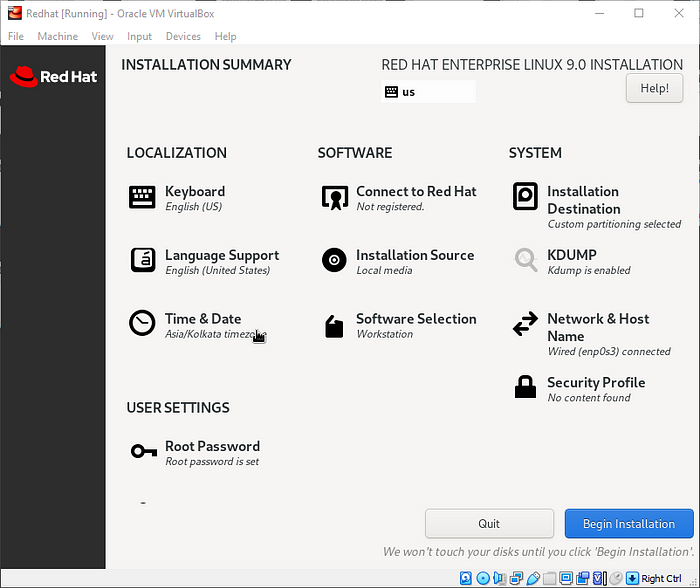 Redhat [Running] - Oracle VM VirtualBox
File Machine View Input Devices Help
Red Hat
INSTALLATION SUMMARY
RED HAT ENTERPRISE LINUX 9.0 INSTALLATION
us
Help!
LOCALIZATION
Keyboard
English (US)
Language Support
English (United States)
Time & Date
Asia/Kolkata timezone
SOFTWARE
Connect to Red Hat
Not registered.
Installation Source
Local media
Software Selection
Workstation
SYSTEM
Installation
Destination
Custom partitioning selected
KDUMP
Kdump is enabled
Network & Host
Name
Wired (enp0s3) connected
Security Profile
No content found
USER SETTINGS
Root Password
Root password is set
Quit
Begin Installation
We won't touch your disks until you click 'Begin Installation'.
Right Ctrl